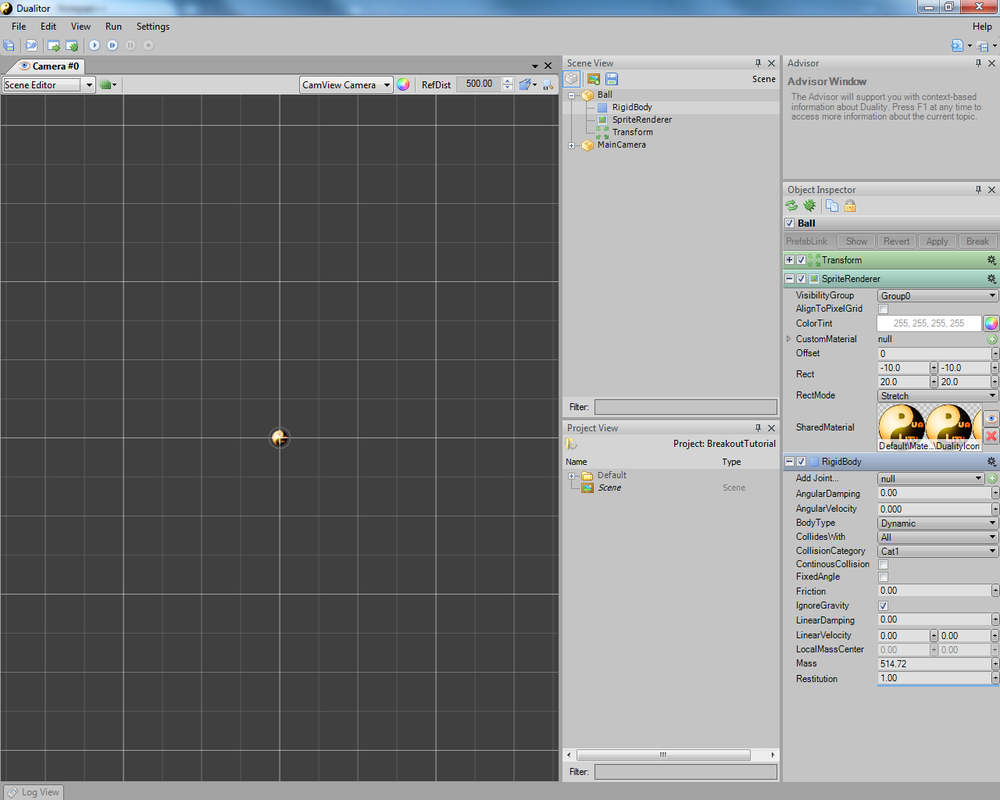 Dualitor
File Edit View Run Settings Help
Camera #0
Scene Editor
CamView Camera
RefDist 500.00
Scene View
Scene
Ball
RigidBody
SpriteRenderer
Transform
MainCamera
Filter:
Project View
Project: BreakoutTutorial
Name Type
Default
Scene Scene
Filter:
Advisor
Advisor Window
The Advisor will support you with context-based
information about Duality. Press F1 at any time to
access more information about the current topic.
Object Inspector
Ball
PrefabLink Show Revert Apply Break
Transform
SpriteRenderer
VisibilityGroup Group0
AlignToPixelGrid
ColorTint 255, 255, 255, 255
CustomMaterial null
Offset 0
Rect -10.0 -10.0
20.0 20.0
RectMode Stretch
SharedMaterial
Default\Mate...\DualityIcon
RigidBody
Add Joint... null
AngularDamping 0.00
AngularVelocity 0.000
BodyType Dynamic
CollidesWith All
CollisionCategory Cat1
ContinousCollision
FixedAngle
Friction 0.00
IgnoreGravity
LinearDamping 0.00
LinearVelocity 0.00 0.00
LocalMassCenter 0.00 0.00
Mass 514.72
Restitution 1.00
Log View